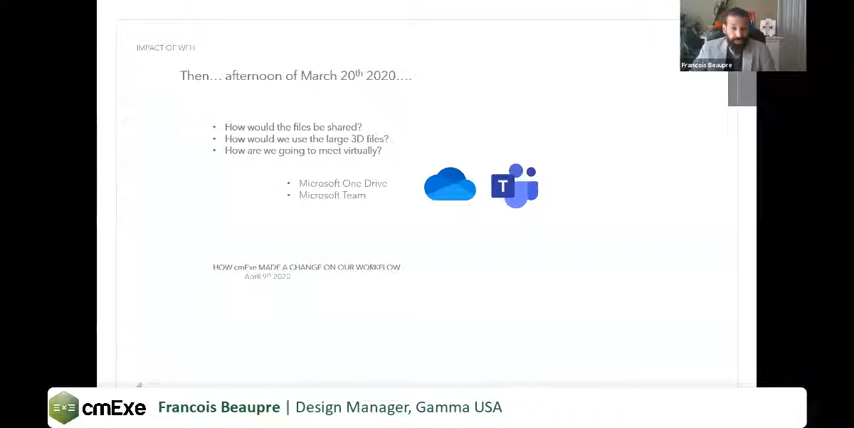 IMPACT OF WFH
Then... afternoon of March 20th 2020....
Francois Beaupre
• How would the files be shared?
• How would we use the large 3D files?
• How are we going to meet virtually?
• Microsoft One Drive
• Microsoft Team
T
HOW cmExe MADE A CHANGE ON OUR WORKFLOW
April 9th 2020
EXE cmExe Francois Beaupre | Design Manager, Gamma USA